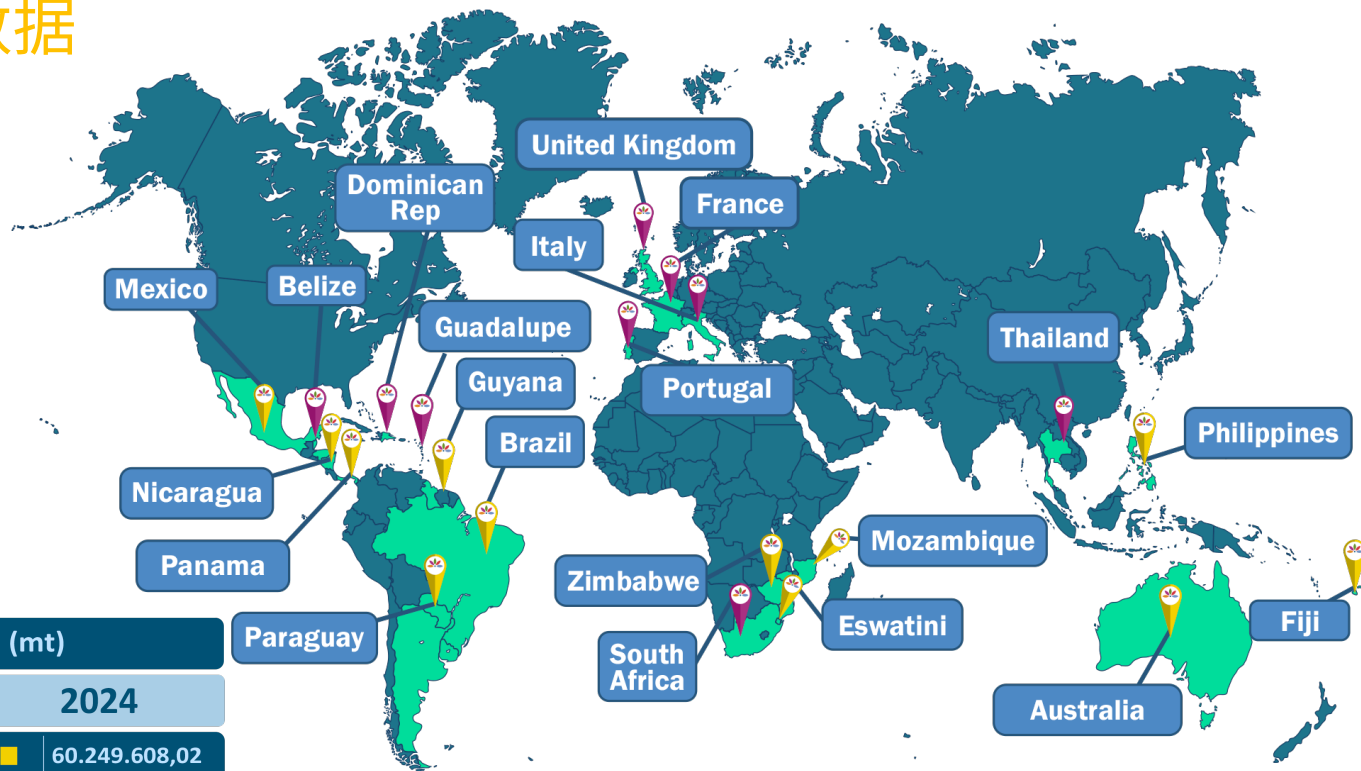 数据
United Kingdom
Dominican
Rep
France
Italy
Mexico
Belize
Guadalupe
Thailand
Guyana
Portugal
Brazil
Philippines
Nicaragua
Panama
Mozambique
Zimbabwe
Paraguay
Eswatini
Fiji
South
Africa
Australia
(mt)
2024
60.249.608,02